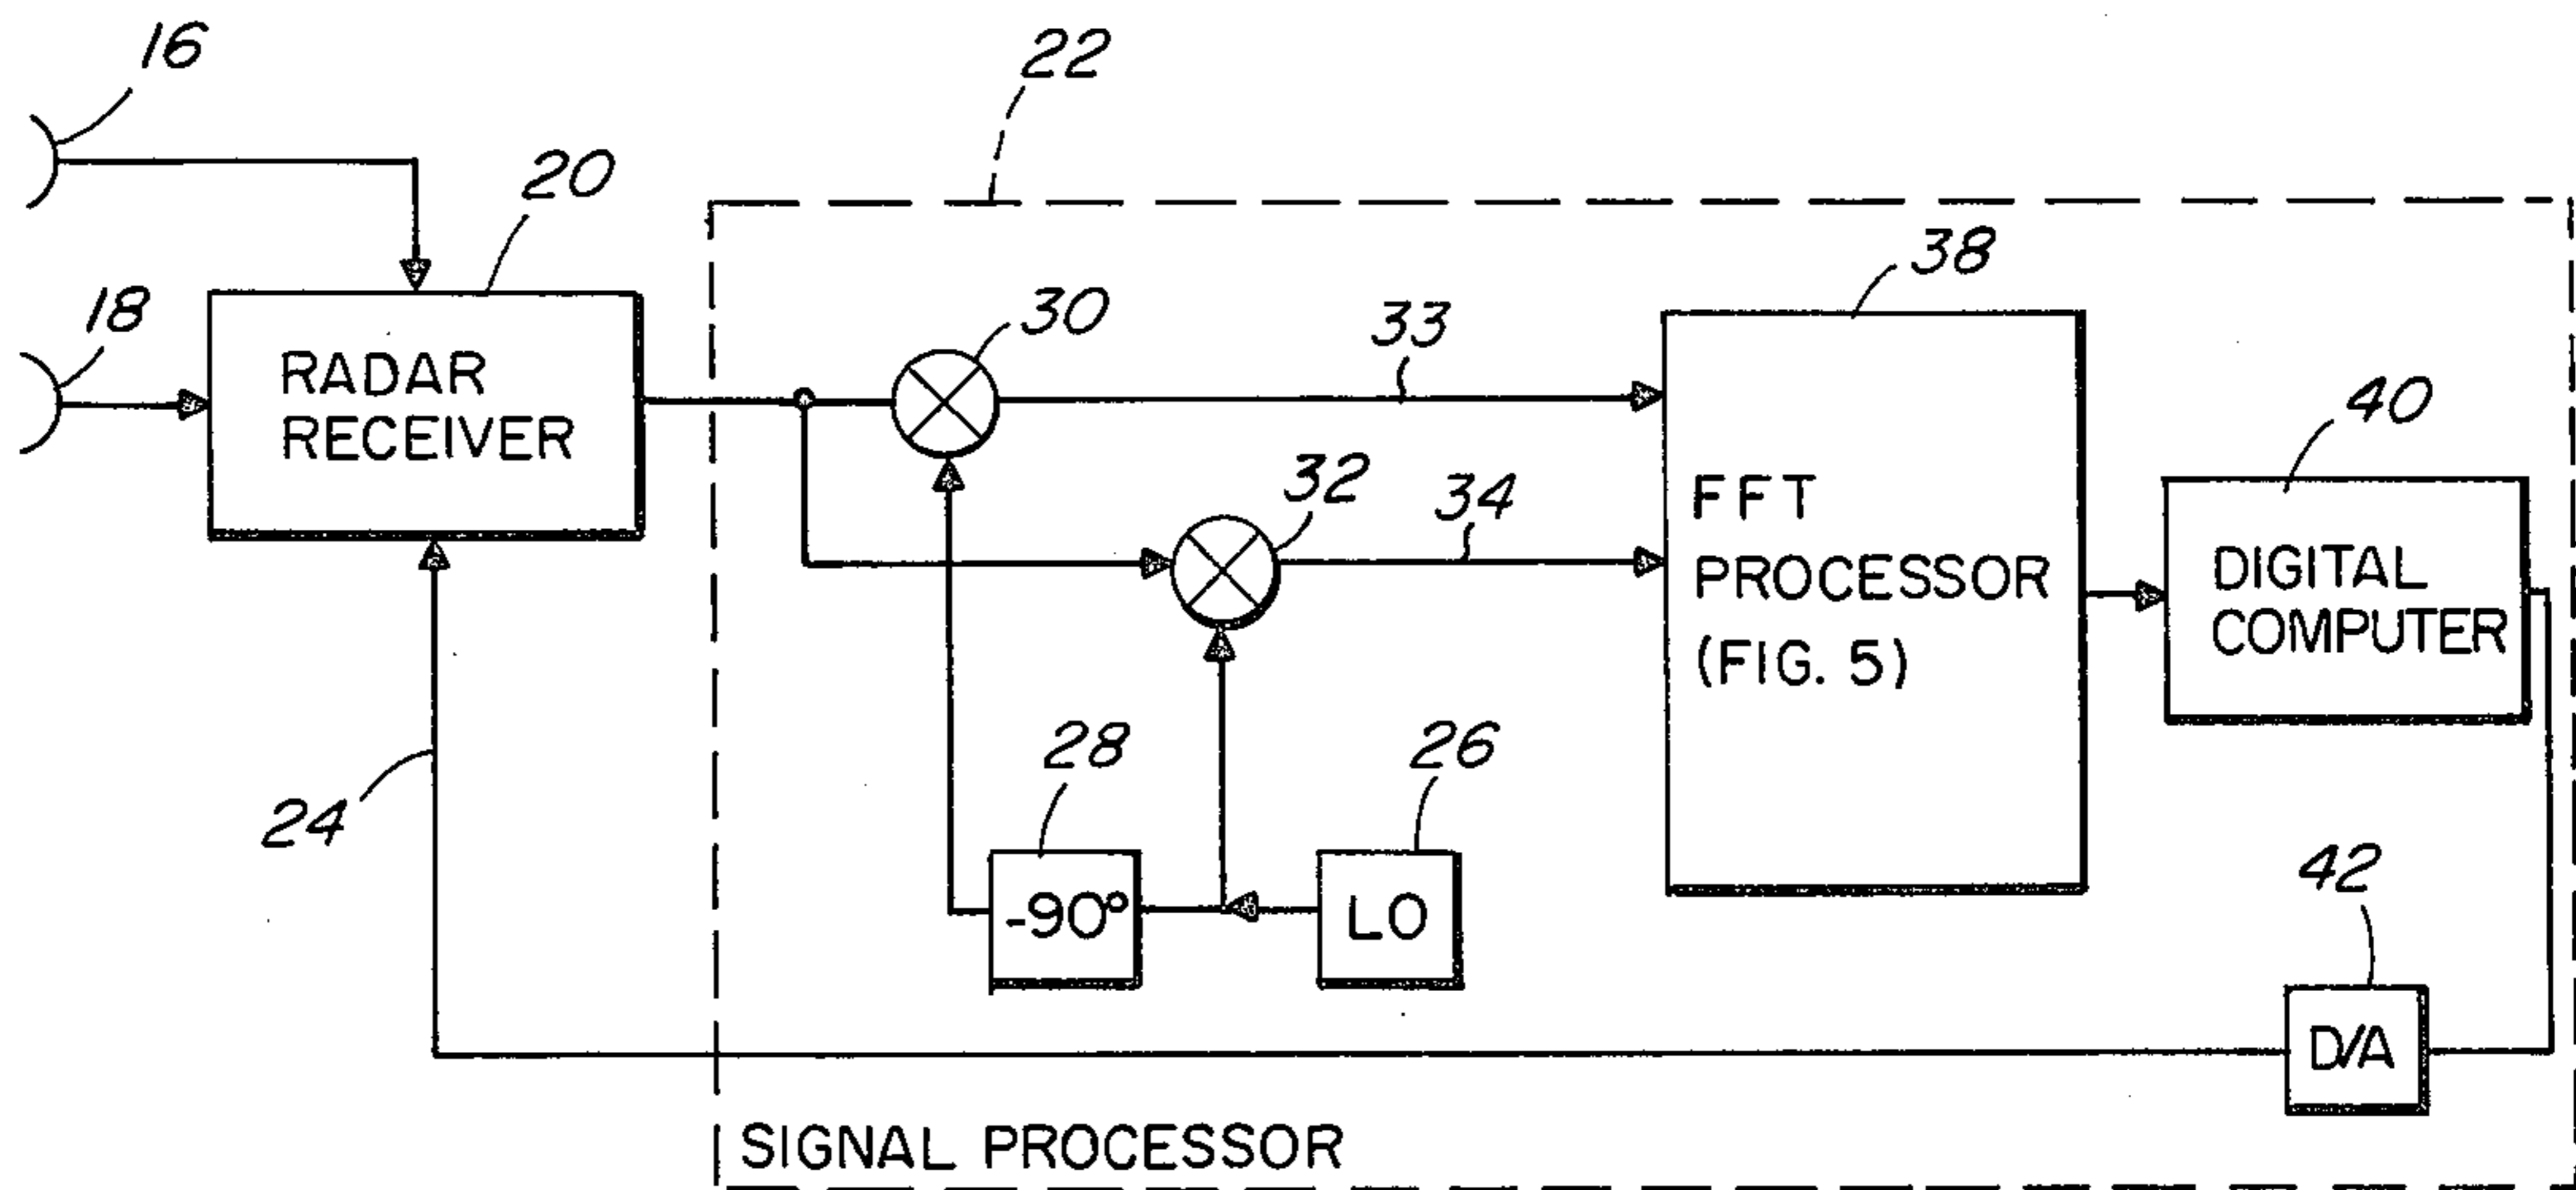 16
22
20
18
RADAR
RECEIVER
30
33
38
32
34
40
FFT
PROCESSOR
(FIG. 5)
DIGITAL
COMPUTER
24
28
26
-90°
LO
42
D/A
SIGNAL PROCESSOR